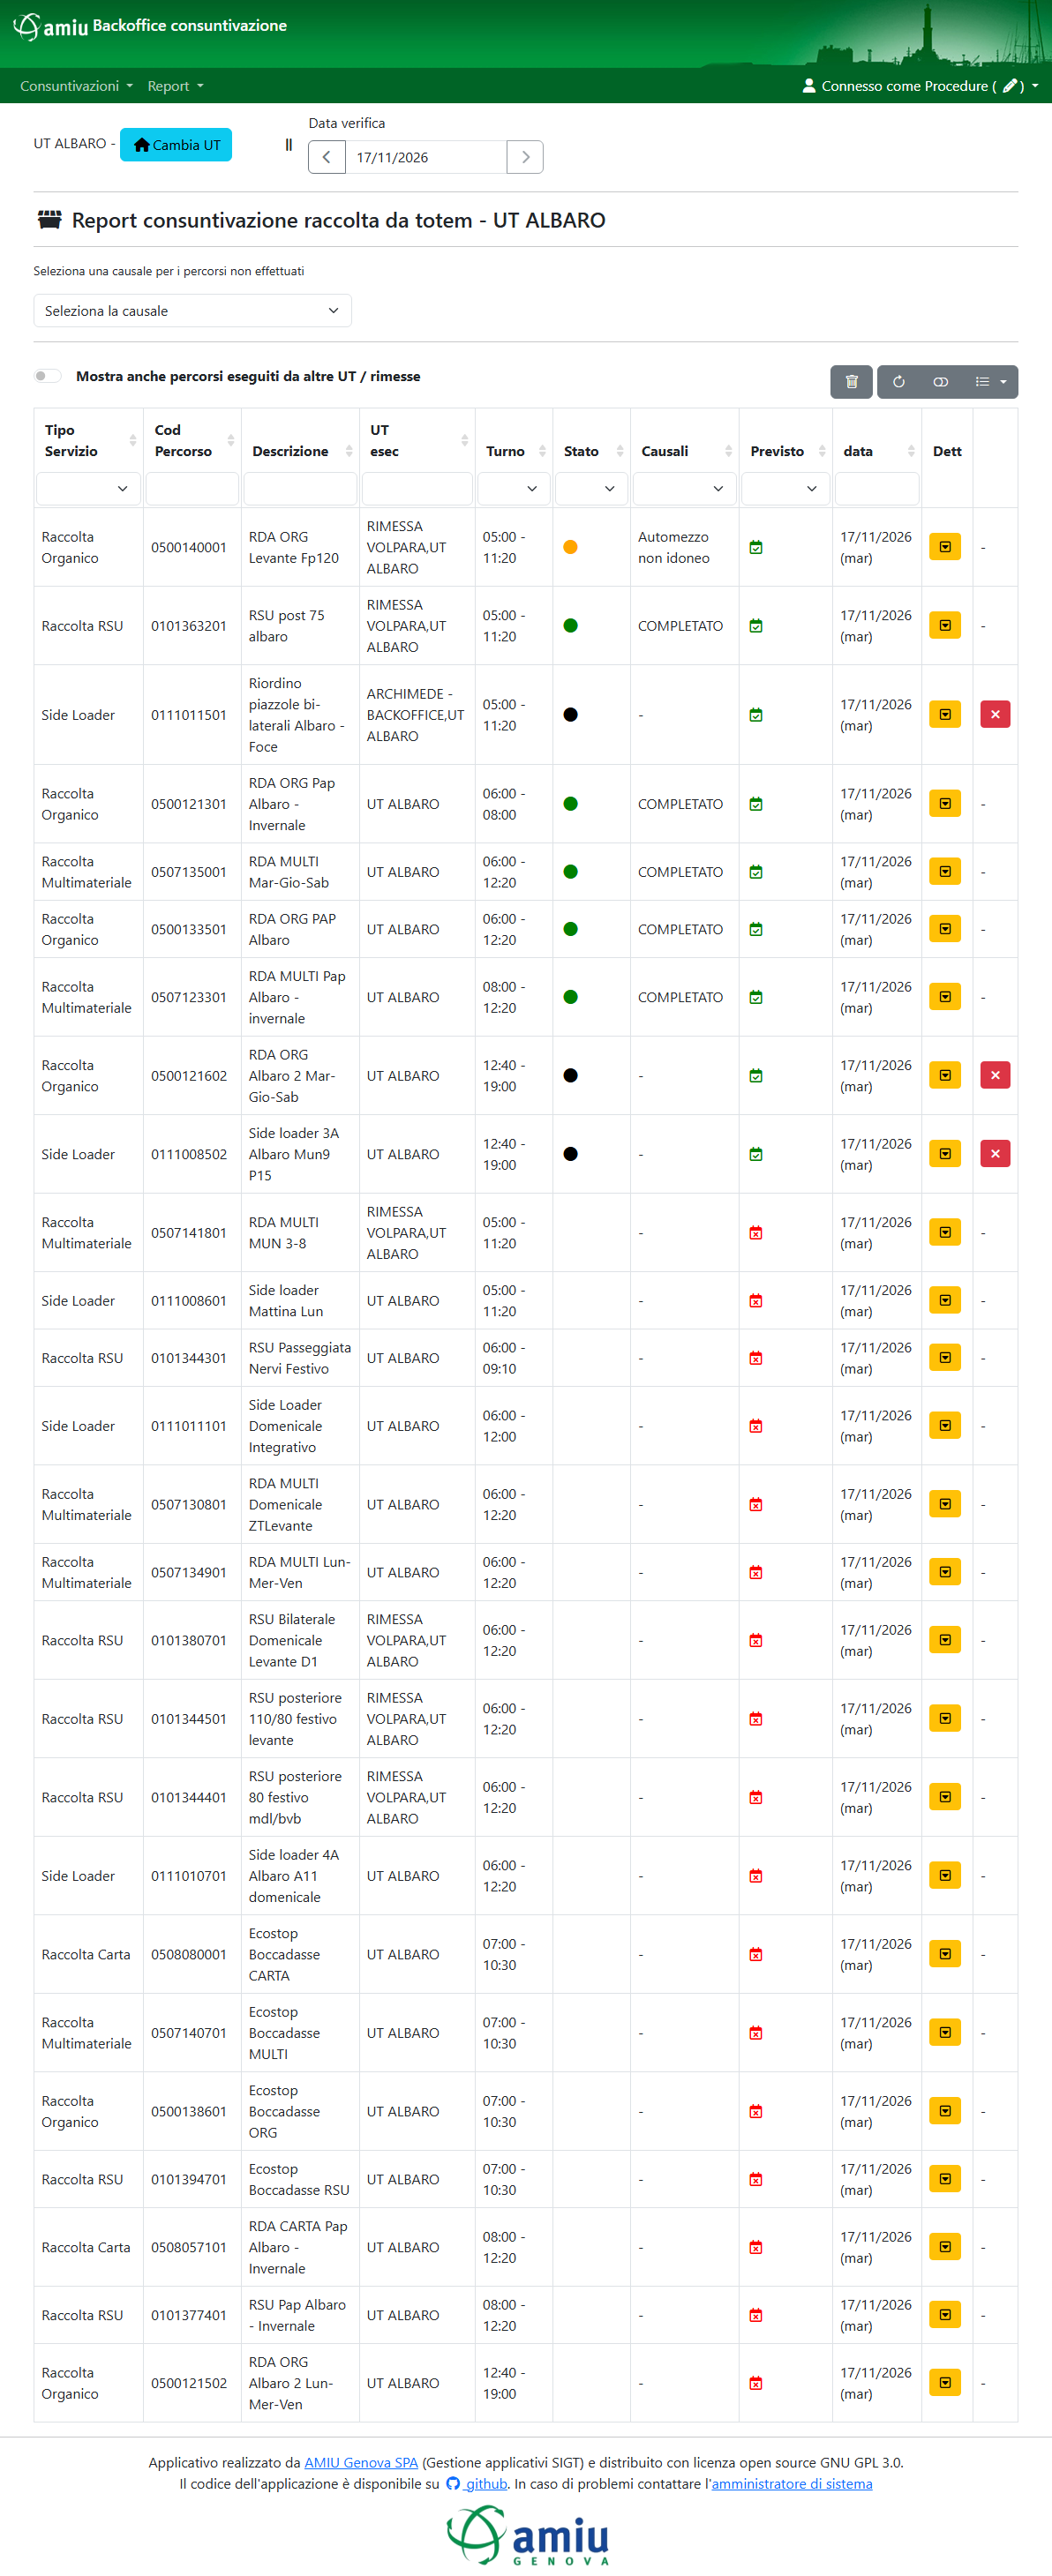 amiu Backoffice consuntivazione
Consuntivazioni Report Connesso come Procedure ( )
UT ALBARO - Cambia UT || Data verifica
17/11/2026
Report consuntivazione raccolta da totem - UT ALBARO
Seleziona una causale per i percorsi non effettuati
Seleziona la causale
Mostra anche percorsi eseguiti da altre UT / rimesse
Tipo Servizio Cod Percorso Descrizione UT esec Turno Stato Causali Previsto data Dett
Raccolta Organico 0500140001 RDA ORG Levante Fp120 RIMESSA VOLPARA,UT ALBARO 05:00 - 11:20 Automezzo non idoneo 17/11/2026 (mar) -
Raccolta RSU 0101363201 RSU post 75 albaro RIMESSA VOLPARA,UT ALBARO 05:00 - 11:20 COMPLETATO 17/11/2026 (mar) -
Side Loader 0111011501 Riordino piazzole bi-laterali Albaro - Foce ARCHIMEDE - BACKOFFICE,UT ALBARO 05:00 - 11:20 - 17/11/2026 (mar)
Raccolta Organico 0500121301 RDA ORG Pap Albaro - Invernale UT ALBARO 06:00 - 08:00 COMPLETATO 17/11/2026 (mar) -
Raccolta Multimateriale 0507135001 RDA MULTI Mar-Gio-Sab UT ALBARO 06:00 - 12:20 COMPLETATO 17/11/2026 (mar) -
Raccolta Organico 0500133501 RDA ORG PAP Albaro UT ALBARO 06:00 - 12:20 COMPLETATO 17/11/2026 (mar) -
Raccolta Multimateriale 0507123301 RDA MULTI Pap Albaro - invernale UT ALBARO 08:00 - 12:20 COMPLETATO 17/11/2026 (mar) -
Raccolta Organico 0500121602 RDA ORG Albaro 2 Mar-Gio-Sab UT ALBARO 12:40 - 19:00 - 17/11/2026 (mar)
Side Loader 0111008502 Side loader 3A Albaro Mun9 P15 UT ALBARO 12:40 - 19:00 - 17/11/2026 (mar)
Raccolta Multimateriale 0507141801 RDA MULTI MUN 3-8 RIMESSA VOLPARA,UT ALBARO 05:00 - 11:20 - 17/11/2026 (mar) -
Side Loader 0111008601 Side loader Mattina Lun UT ALBARO 05:00 - 11:20 - 17/11/2026 (mar) -
Raccolta RSU 0101344301 RSU Passeggiata Nervi Festivo UT ALBARO 06:00 - 09:10 - 17/11/2026 (mar) -
Side Loader 0111011101 Side Loader Domenicale Integrativo UT ALBARO 06:00 - 12:00 - 17/11/2026 (mar) -
Raccolta Multimateriale 0507130801 RDA MULTI Domenicale ZTLevante UT ALBARO 06:00 - 12:20 - 17/11/2026 (mar) -
Raccolta Multimateriale 0507134901 RDA MULTI Lun-Mer-Ven UT ALBARO 06:00 - 12:20 - 17/11/2026 (mar) -
Raccolta RSU 0101380701 RSU Bilaterale Domenicale Levante D1 RIMESSA VOLPARA,UT ALBARO 06:00 - 12:20 - 17/11/2026 (mar) -
Raccolta RSU 0101344501 RSU posteriore 110/80 festivo levante RIMESSA VOLPARA,UT ALBARO 06:00 - 12:20 - 17/11/2026 (mar) -
Raccolta RSU 0101344401 RSU posteriore 80 festivo mdl/bvb RIMESSA VOLPARA,UT ALBARO 06:00 - 12:20 - 17/11/2026 (mar) -
Side Loader 0111010701 Side loader 4A Albaro A11 domenicale UT ALBARO 06:00 - 12:20 - 17/11/2026 (mar) -
Raccolta Carta 0508080001 Ecostop Boccadasse CARTA UT ALBARO 07:00 - 10:30 - 17/11/2026 (mar) -
Raccolta Multimateriale 0507140701 Ecostop Boccadasse MULTI UT ALBARO 07:00 - 10:30 - 17/11/2026 (mar) -
Raccolta Organico 0500138601 Ecostop Boccadasse ORG UT ALBARO 07:00 - 10:30 - 17/11/2026 (mar) -
Raccolta RSU 0101394701 Ecostop Boccadasse RSU UT ALBARO 07:00 - 10:30 - 17/11/2026 (mar) -
Raccolta Carta 0508057101 RDA CARTA Pap Albaro - Invernale UT ALBARO 08:00 - 12:20 - 17/11/2026 (mar) -
Raccolta RSU 0101377401 RSU Pap Albaro - Invernale UT ALBARO 08:00 - 12:20 - 17/11/2026 (mar) -
Raccolta Organico 0500121502 RDA ORG Albaro 2 Lun-Mer-Ven UT ALBARO 12:40 - 19:00 - 17/11/2026 (mar) -
Applicativo realizzato da AMIU Genova SPA (Gestione applicativi SIGT) e distribuito con licenza open source GNU GPL 3.0.
Il codice dell'applicazione è disponibile su github. In caso di problemi contattare l'amministratore di sistema
amiu
GENOVA